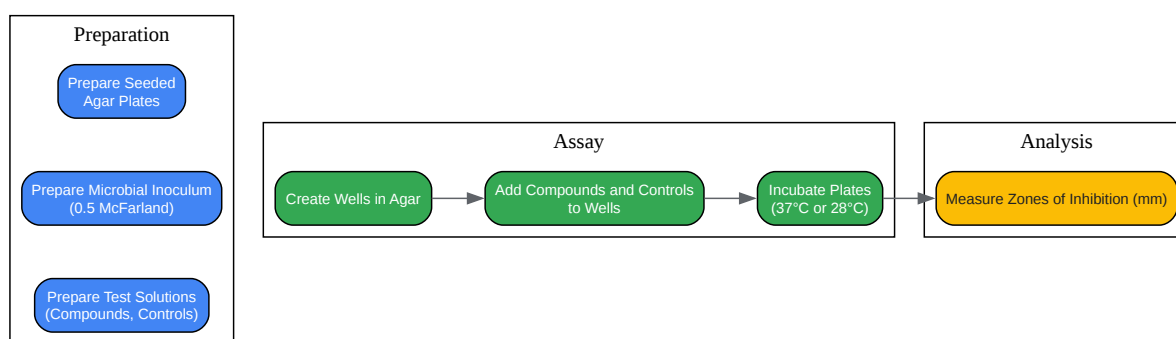 Preparation
Prepare Seeded
Agar Plates
Prepare Microbial Inoculum
(0.5 McFarland)
Prepare Test Solutions
(Compounds, Controls)
Assay
Create Wells in Agar
Add Compounds and Controls
to Wells
Incubate Plates
(37°C or 28°C)
Analysis
Measure Zones of Inhibition (mm)